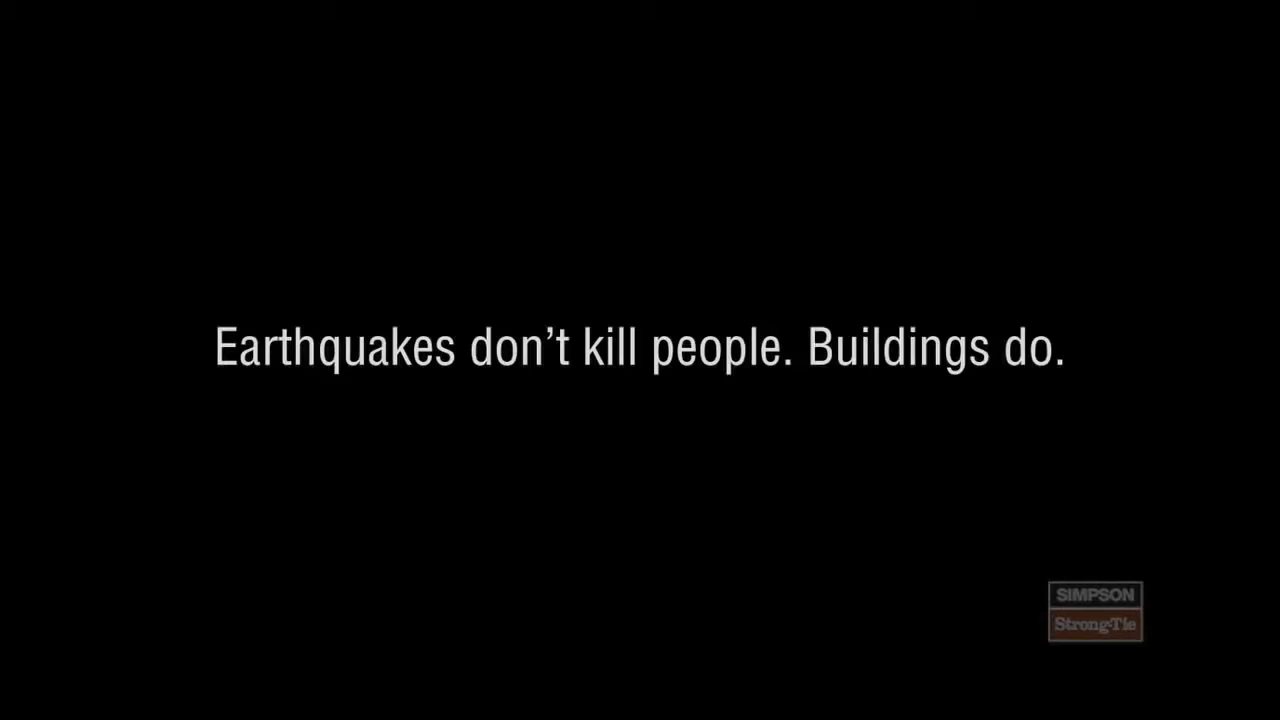 Earthquakes don’t kill people. Buildings do.
SIMPSON
Strong-Tie